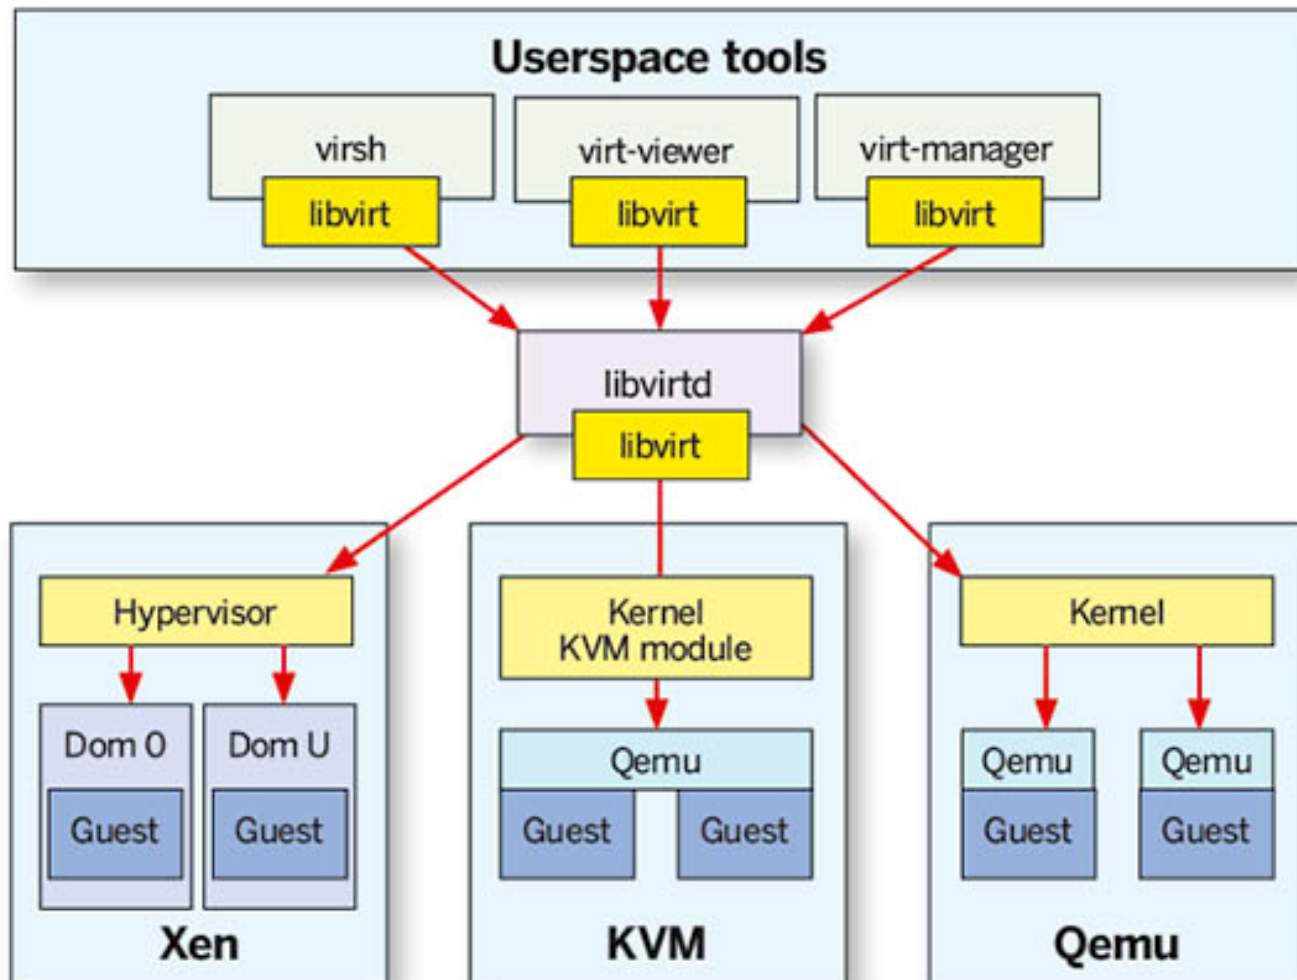 Userspace tools
virsh
virt-viewer
virt-manager
libvirt
libvirt
libvirt
libvirtd
libvirt
Hypervisor
Dom 0
Dom U
Guest
Guest
Xen
Kernel
KVM module
Qemu
Guest
Guest
KVM
Kernel
Qemu
Qemu
Guest
Guest
Qemu